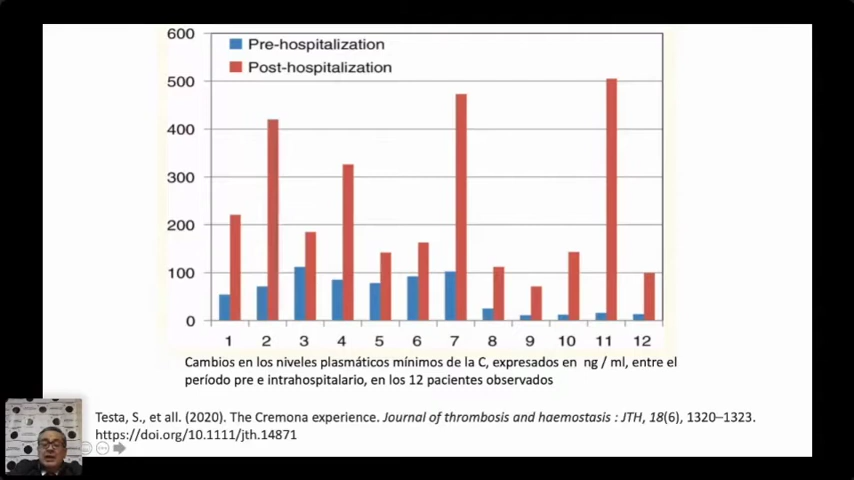 600
Pre-hospitalization
Post-hospitalization
500
400
300
200
100
0
1 2 3 4 5 6 7 8 9 10 11 12
Cambios en los niveles plasmáticos mínimos de la C, expresados en ng / ml, entre el
período pre e intrahospitalario, en los 12 pacientes observados
Testa, S., et all. (2020). The Cremona experience. Journal of thrombosis and haemostasis : JTH, 18(6), 1320–1323.
https://doi.org/10.1111/jth.14871